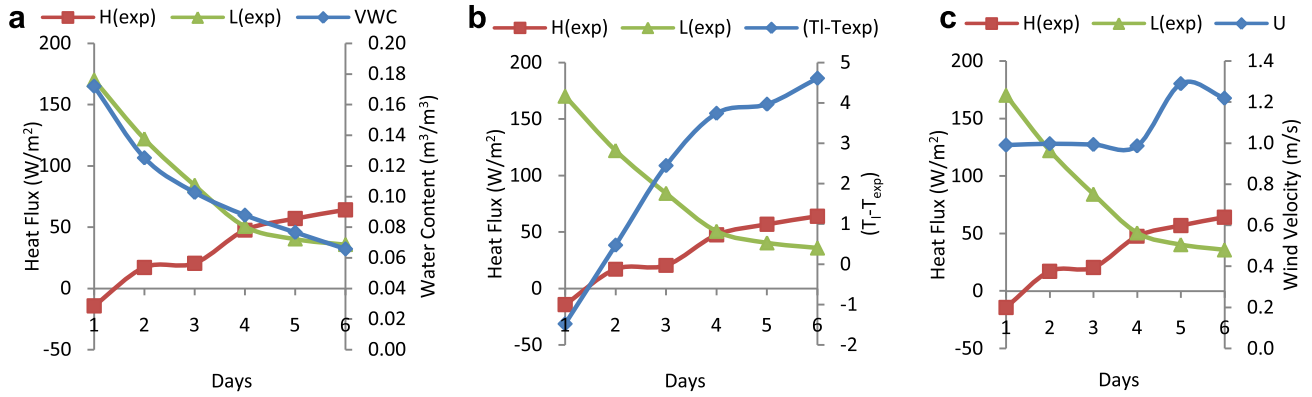 a
H(exp) L(exp) VWC
Heat Flux (W/m²)
200
150
100
50
0
-50
1 2 3 4 5 6
Days
0.20
0.18
0.16
0.14
0.12
0.10
0.08
0.06
0.04
0.02
0.00
Water Content (m³/m³)
b
H(exp) L(exp) (Tl-Texp)
Heat Flux (W/m²)
200
150
100
50
0
-50
1 2 3 4 5 6
Days
5
4
3
2
1
0
-1
-2
(Tl-Texp)
c
H(exp) L(exp) U
Heat Flux (W/m²)
200
150
100
50
0
-50
1 2 3 4 5 6
Days
1.4
1.2
1.0
0.8
0.6
0.4
0.2
0.0
Wind Velocity (m/s)